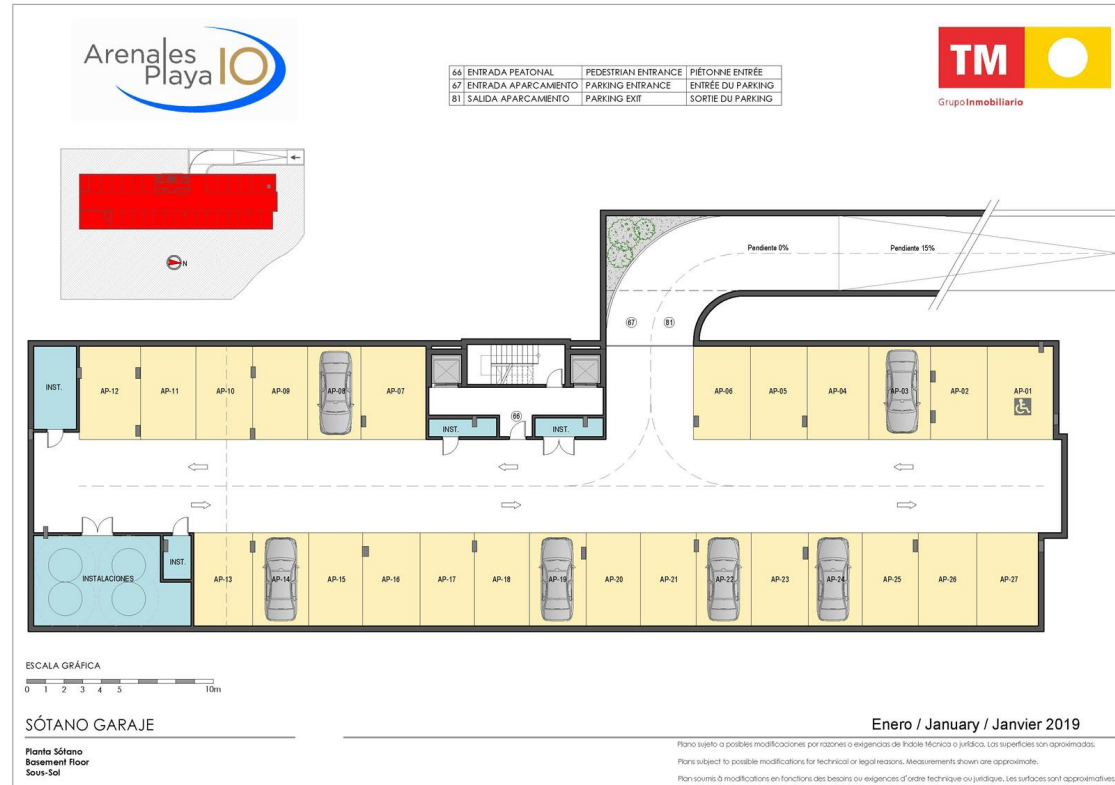 Arenales
Playa 10
66 ENTRADA PEATONAL PEDESTRIAN ENTRANCE PIÉTONNE ENTRÉE
67 ENTRADA APARCAMIENTO PARKING ENTRANCE ENTRÉE DU PARKING
81 SALIDA APARCAMIENTO PARKING EXIT SORTIE DU PARKING
TM
GrupoInmobiliario
N
Pendiente 0% Pendiente 15%
67 81
INST. AP-12 AP-11 AP-10 AP-09 AP-08 AP-07 AP-06 AP-05 AP-04 AP-03 AP-02 AP-01
66
INST. INST.
INST.
INSTALACIONES AP-13 AP-14 AP-15 AP-16 AP-17 AP-18 AP-19 AP-20 AP-21 AP-22 AP-23 AP-24 AP-25 AP-26 AP-27
ESCALA GRÁFICA
0 1 2 3 4 5 10m
SÓTANO GARAJE
Enero / January / Janvier 2019
Planta Sótano
Basement Floor
Sous-Sol
Plano sujeto a posibles modificaciones por razones o exigencias de índole técnica o jurídica. Las superficies son aproximadas.
Plans subject to possible modifications for technical or legal reasons. Measurements shown are approximate.
Plan soumis à modifications en fonctions des besoins ou exigences d'ordre technique ou juridique. Les surfaces sont approximatives.